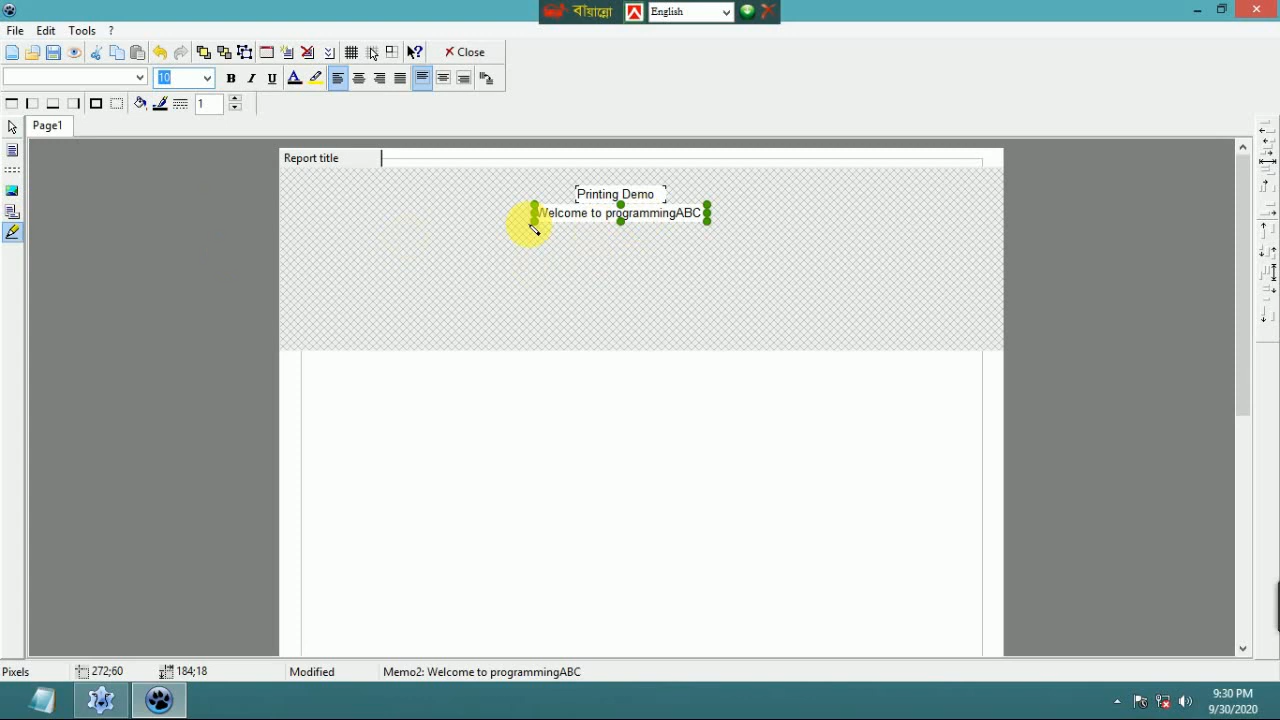 বায়ান্নো English
File Edit Tools ?
Close
10 B I U A
1
Page1
Report title
Printing Demo
Welcome to programmingABC
Pixels 272;60 184;18 Modified Memo2: Welcome to programmingABC
9:30 PM
9/30/2020